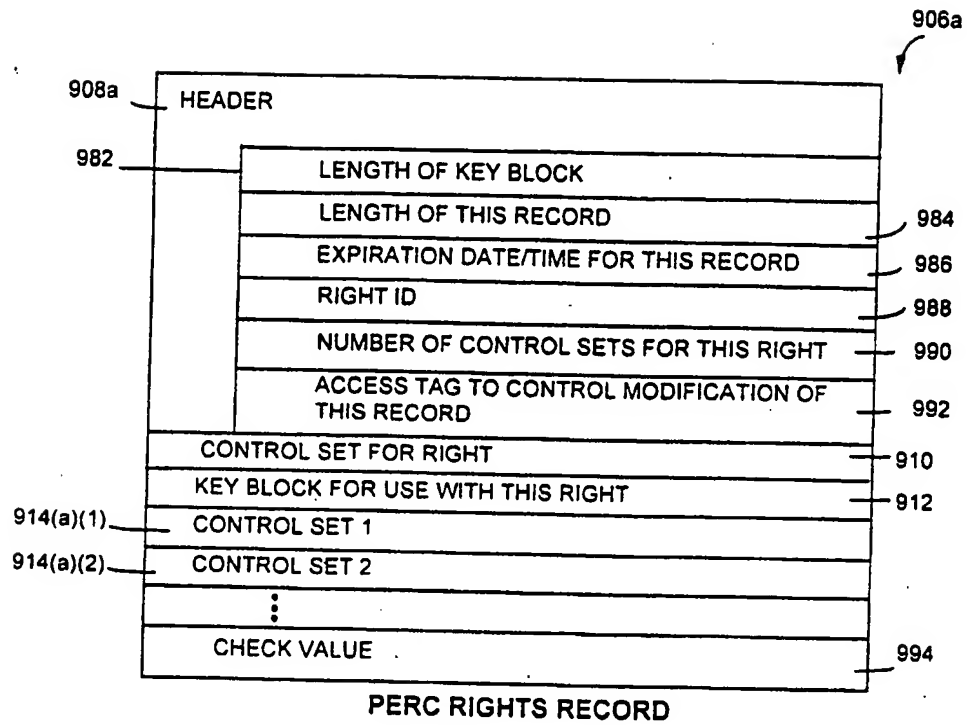 906a
908a
HEADER
982
LENGTH OF KEY BLOCK
LENGTH OF THIS RECORD
984
EXPIRATION DATE/TIME FOR THIS RECORD
986
RIGHT ID
988
NUMBER OF CONTROL SETS FOR THIS RIGHT
990
ACCESS TAG TO CONTROL MODIFICATION OF
THIS RECORD
992
CONTROL SET FOR RIGHT
910
KEY BLOCK FOR USE WITH THIS RIGHT
912
914(a)(1)
CONTROL SET 1
914(a)(2)
CONTROL SET 2
CHECK VALUE
994
PERC RIGHTS RECORD